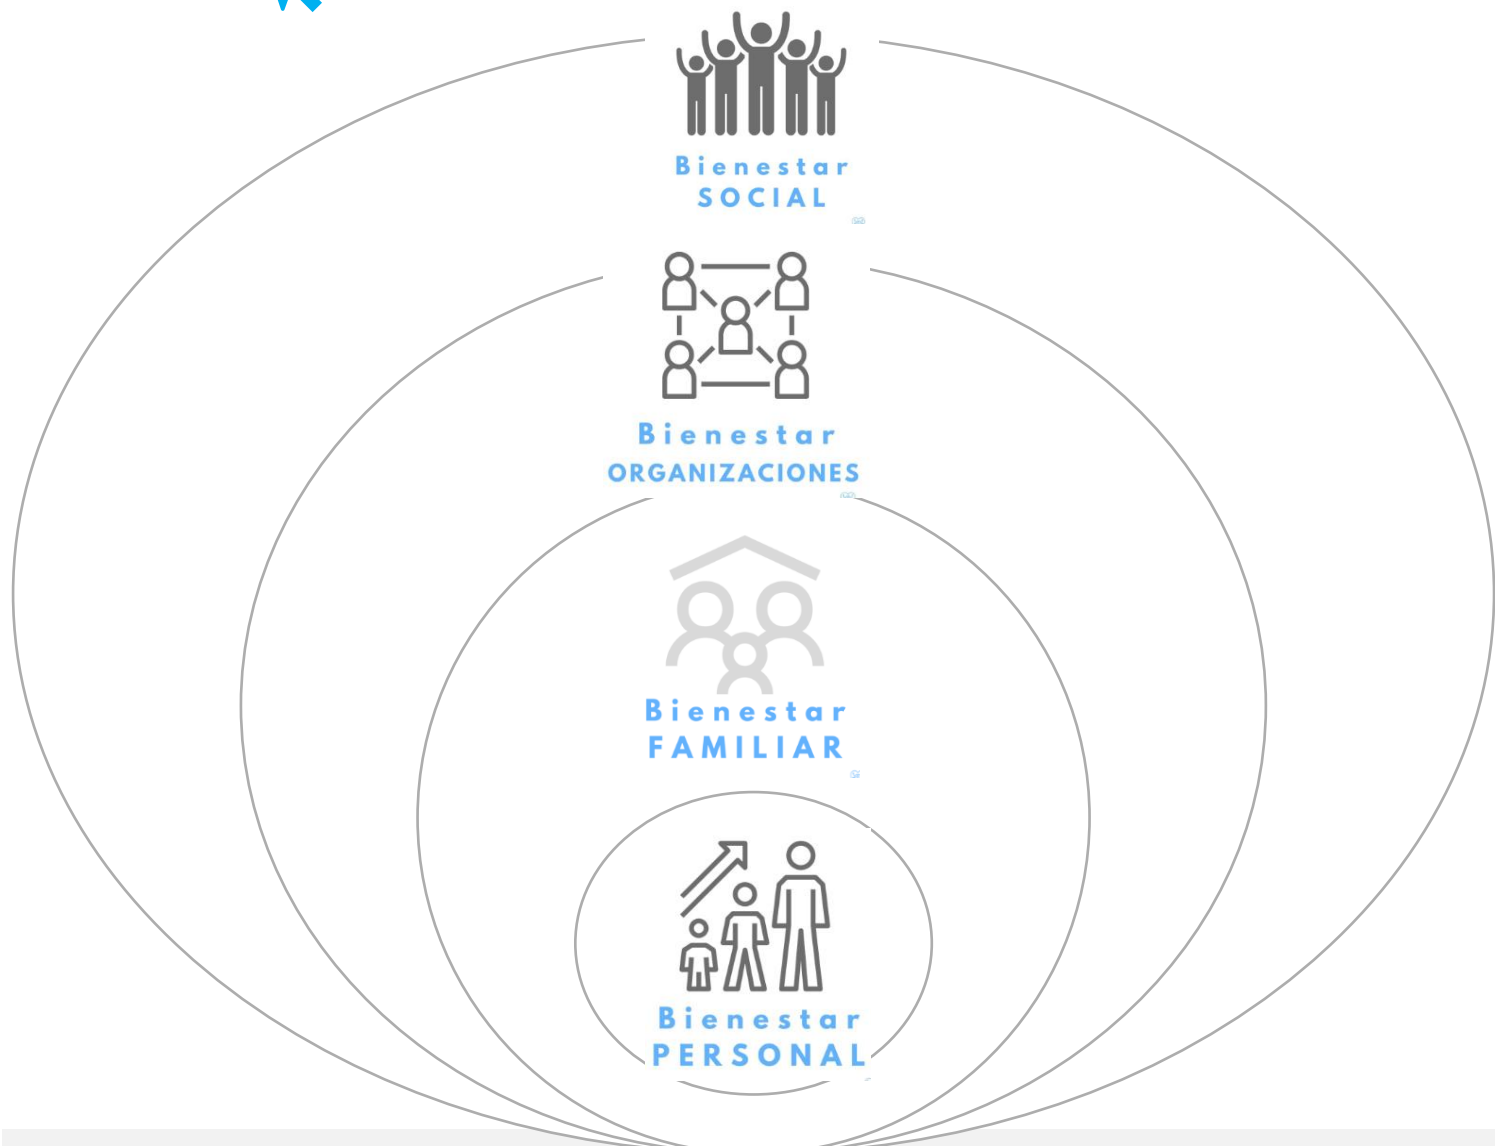 Bienestar
SOCIAL
Bienestar
ORGANIZACIONES
Bienestar
FAMILIAR
Bienestar
PERSONAL